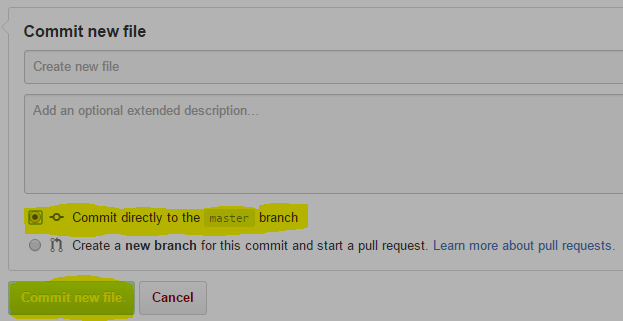 Commit new file
Create new file
Add an optional extended description...
Commit directly to the master branch
Create a new branch for this commit and start a pull request. Learn more about pull requests.
Commit new file
Cancel